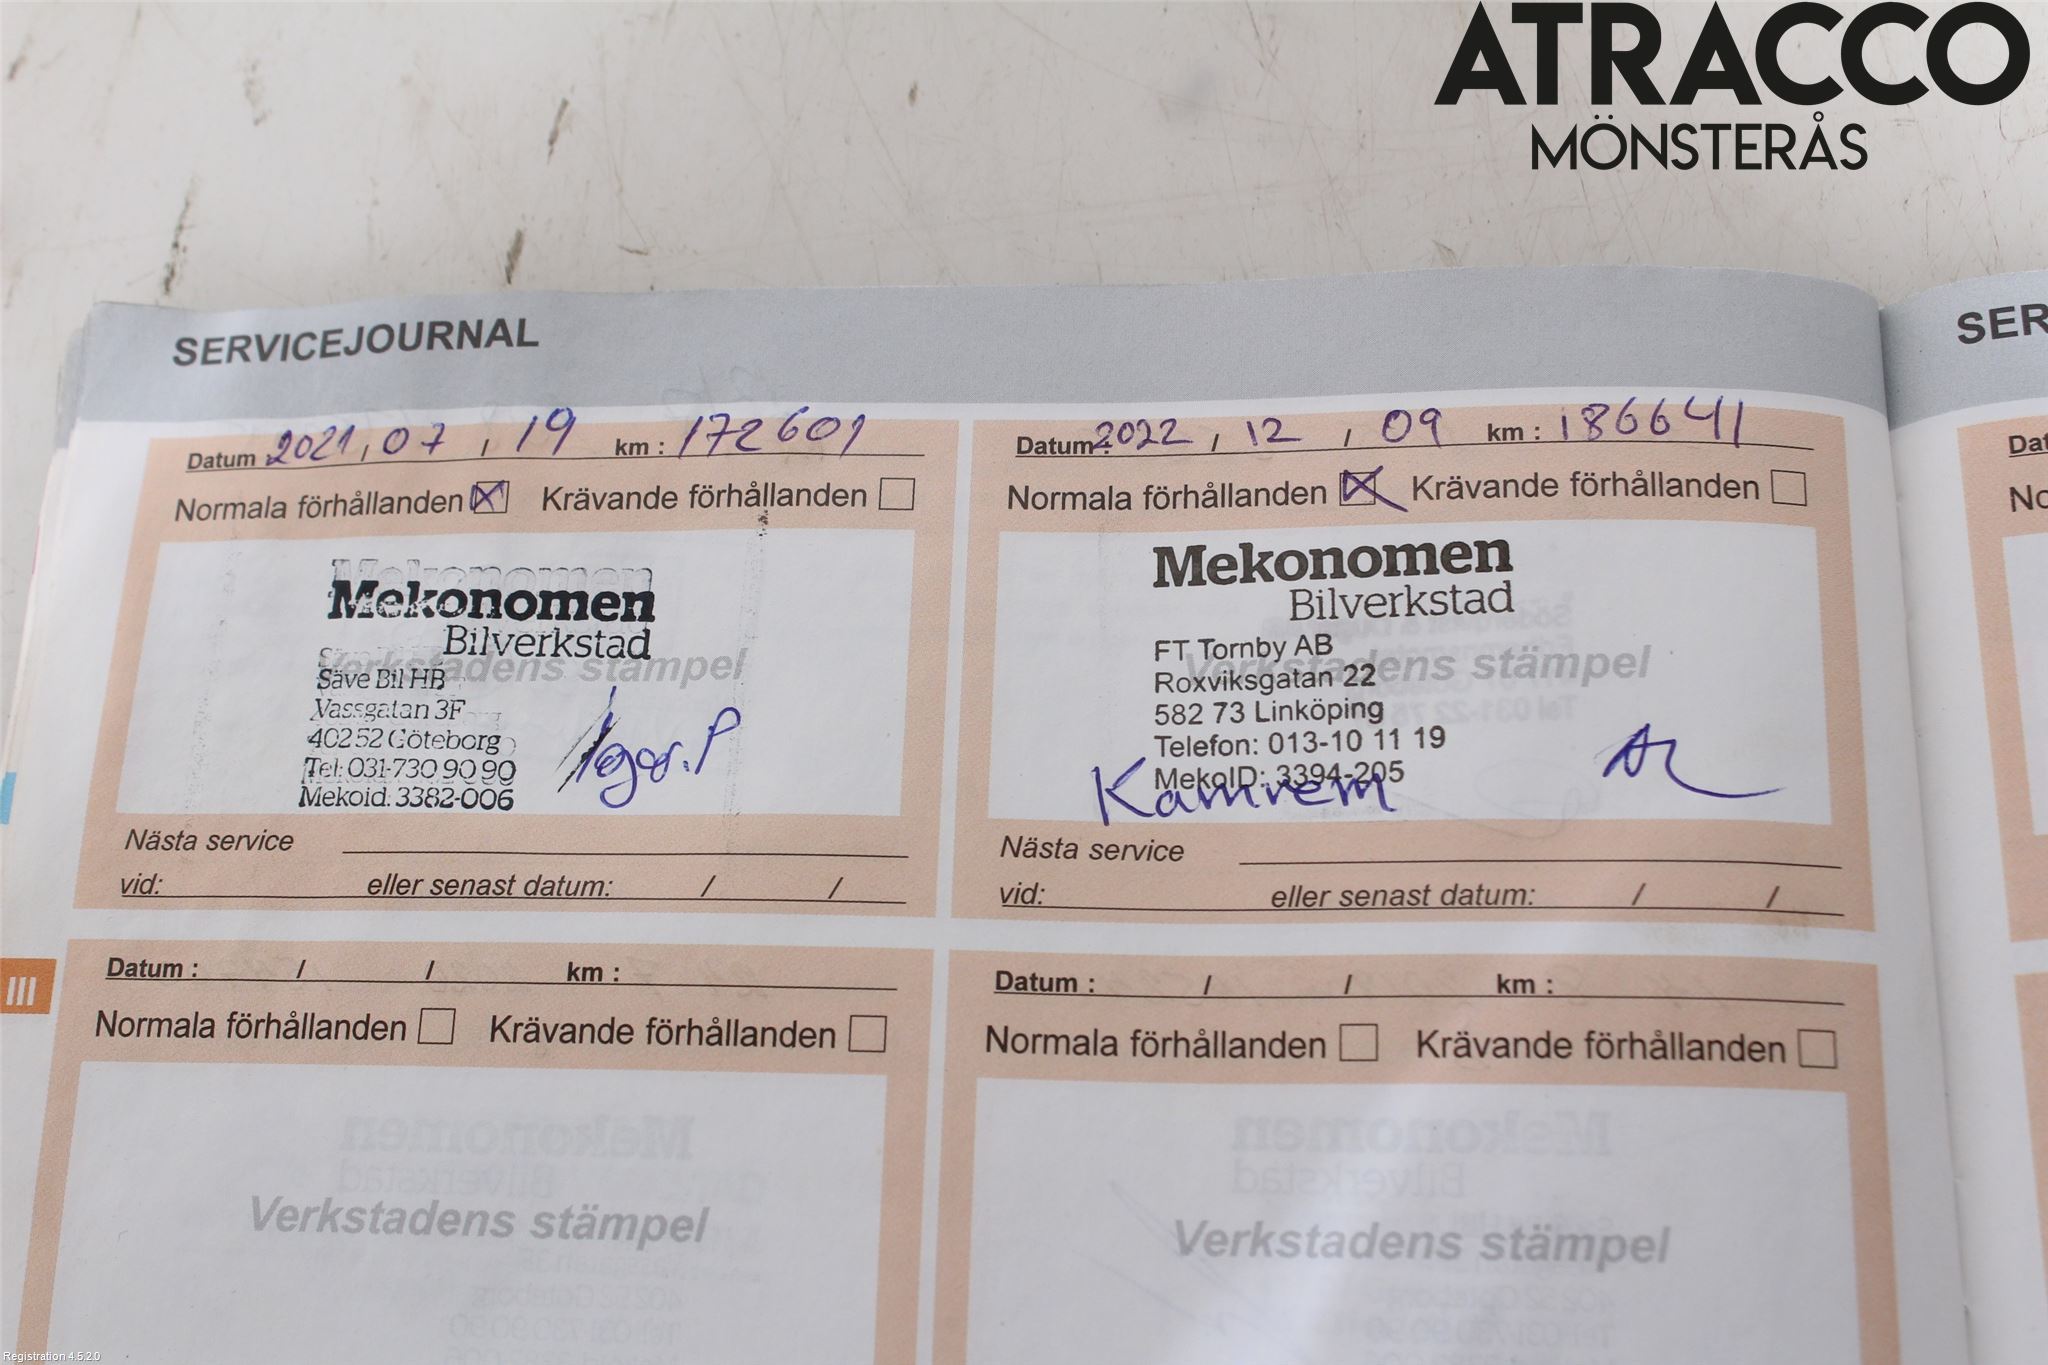 ATRACCO
MÖNSTERÅS
SERVICEJOURNAL
SER
Datum : 2021 / 07 / 19 km : 172601
Normala förhållanden Krävande förhållanden
Mekonomen
Bilverkstad
Verkstadens stämpel
Säve Bil HB
Vassgatan 3F
402 52 Göteborg
Tel: 031-730 90 90
Mekoid: 3382-006
Igor. P
Nästa service
vid: eller senast datum: / /
Datum: 2022 / 12 / 09 km : 186641
Normala förhållanden Krävande förhållanden
Mekonomen
Bilverkstad
FT Tornby AB
Verkstadens stämpel
Roxviksgatan 22
582 73 Linköping
Telefon: 013-10 11 19
MekoID: 3394-205
Kamrem
Nästa service
vid: eller senast datum: / /
Dat
No
III
Datum : / / km :
Normala förhållanden Krävande förhållanden
Verkstadens stämpel
Datum : / / km :
Normala förhållanden Krävande förhållanden
Verkstadens stämpel
Registration 4.5.2.0